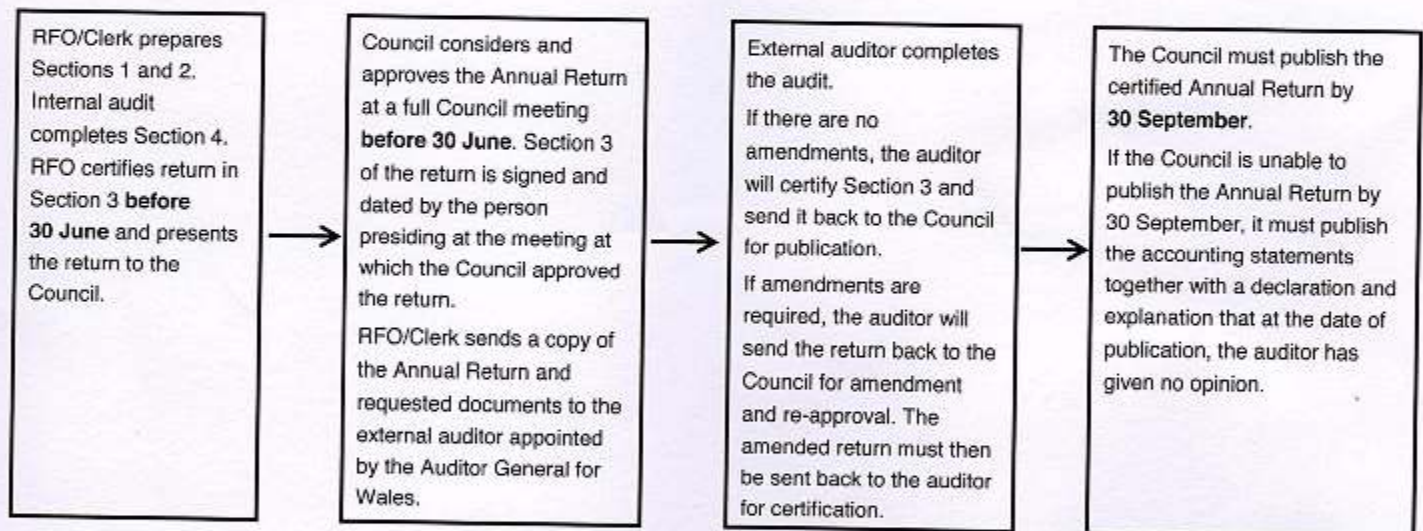 RFO/Clerk prepares
Sections 1 and 2.
Internal audit
completes Section 4.
RFO certifies return in
Section 3 before
30 June and presents
the return to the
Council.
Council considers and
approves the Annual Return
at a full Council meeting
before 30 June. Section 3
of the return is signed and
dated by the person
presiding at the meeting at
which the Council approved
the return.
RFO/Clerk sends a copy of
the Annual Return and
requested documents to the
external auditor appointed
by the Auditor General for
Wales.
External auditor completes
the audit.
If there are no
amendments, the auditor
will certify Section 3 and
send it back to the Council
for publication.
If amendments are
required, the auditor will
send the return back to the
Council for amendment
and re-approval. The
amended return must then
be sent back to the auditor
for certification.
The Council must publish the
certified Annual Return by
30 September.
If the Council is unable to
publish the Annual Return by
30 September, it must publish
the accounting statements
together with a declaration and
explanation that at the date of
publication, the auditor has
given no opinion.